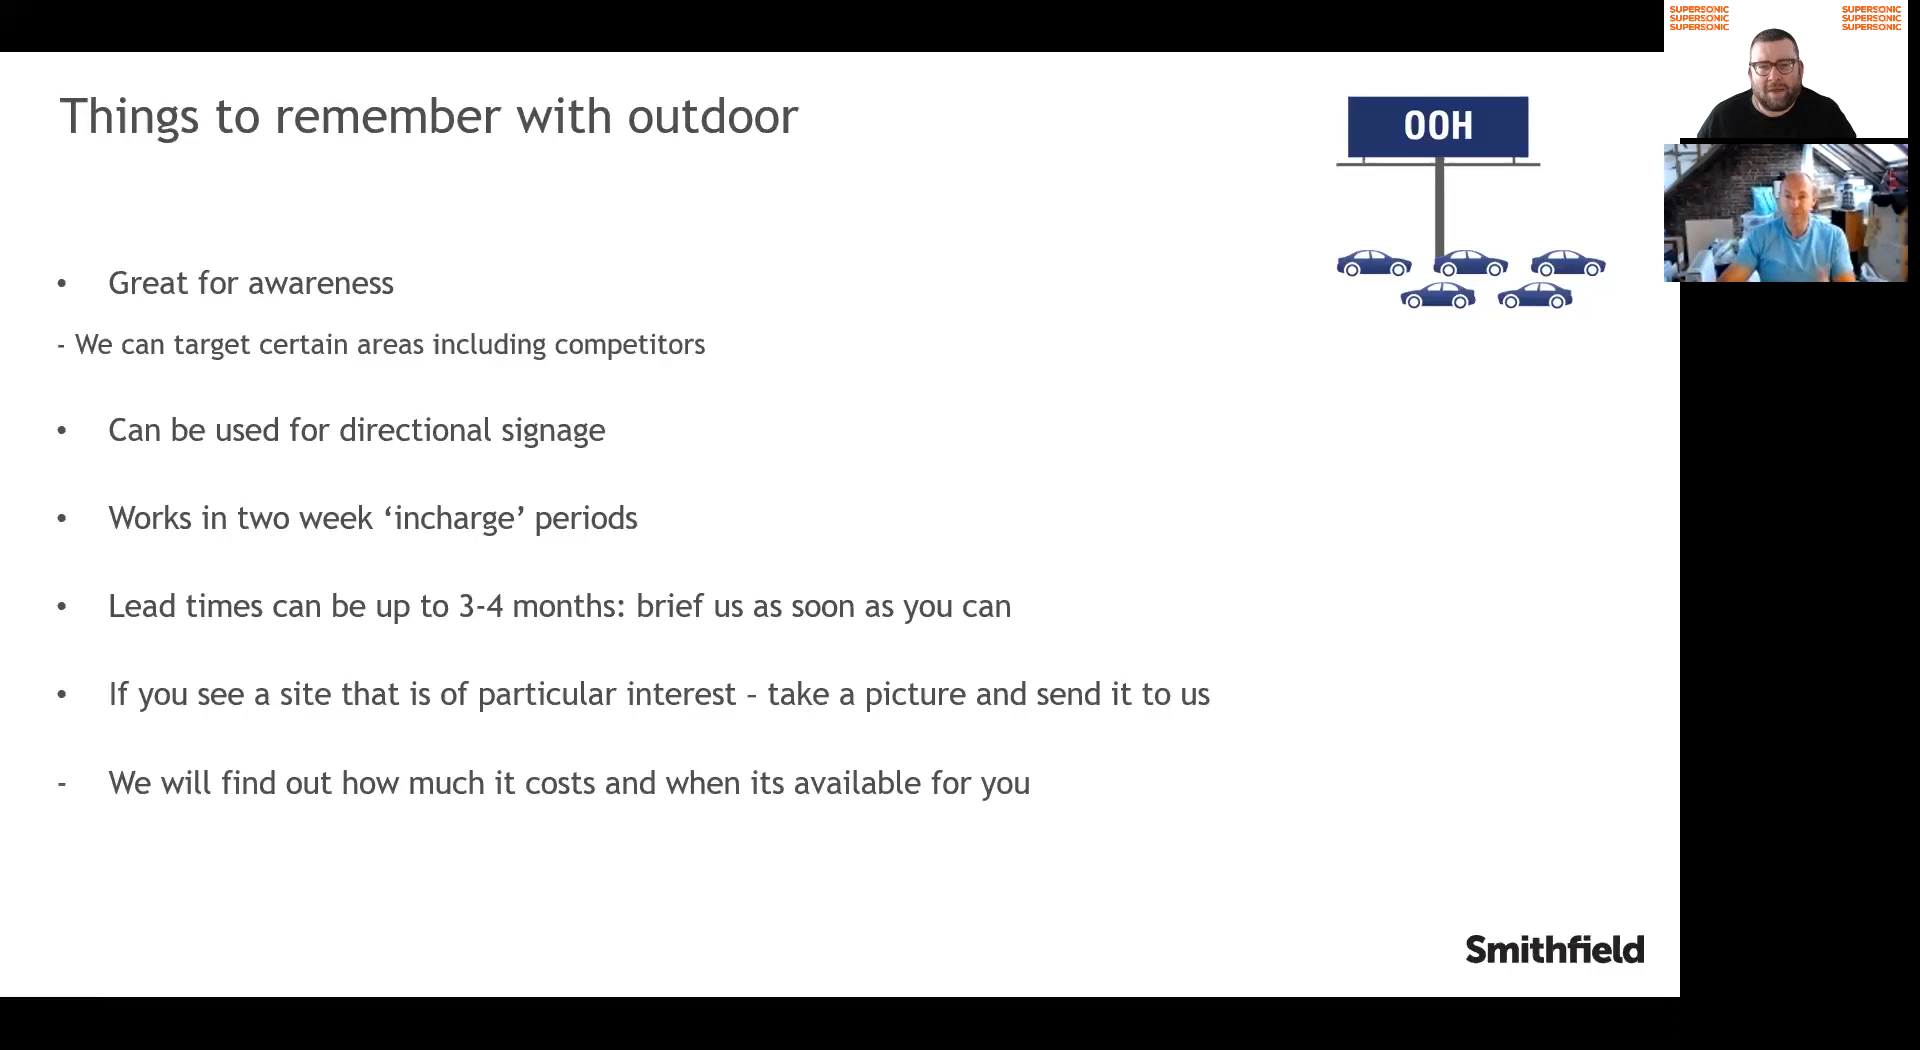 SUPERSONIC SUPERSONIC
SUPERSONIC SUPERSONIC
SUPERSONIC SUPERSONIC
Things to remember with outdoor
OOH
• Great for awareness
- We can target certain areas including competitors
• Can be used for directional signage
• Works in two week ‘incharge’ periods
• Lead times can be up to 3-4 months: brief us as soon as you can
• If you see a site that is of particular interest – take a picture and send it to us
- We will find out how much it costs and when its available for you
Smithfield